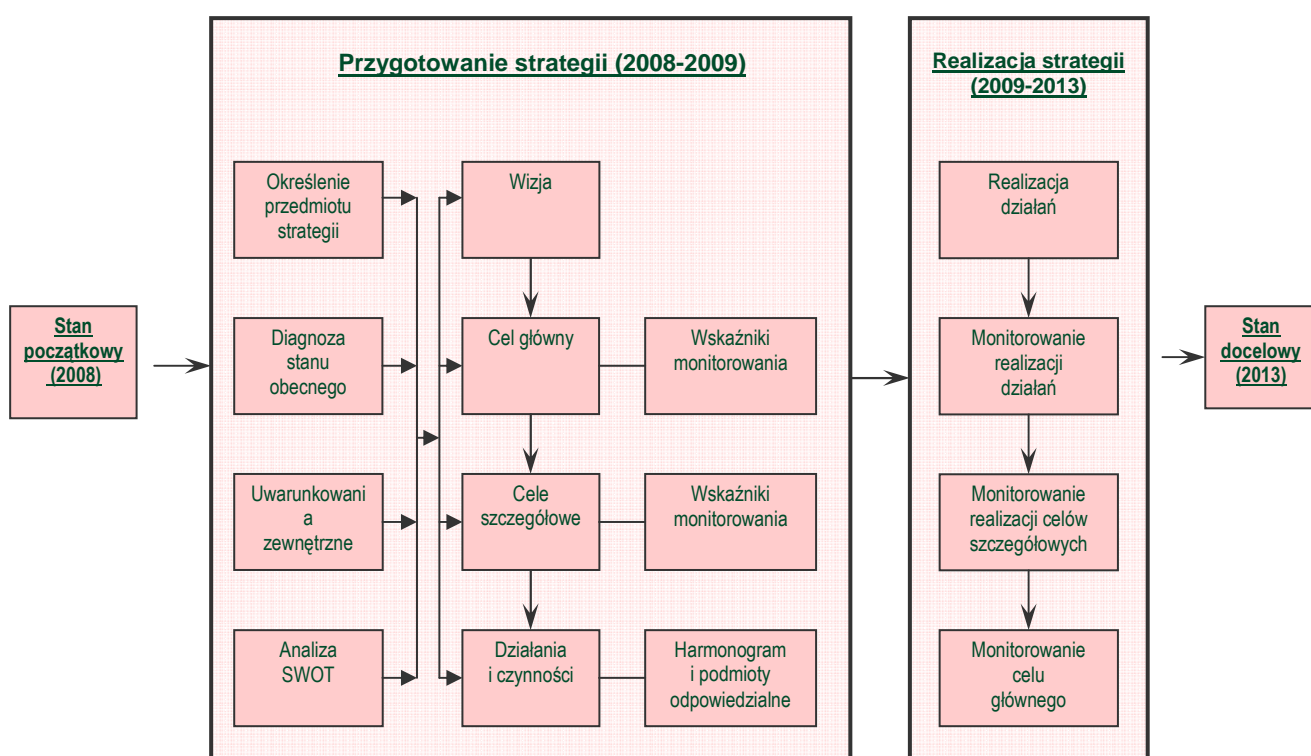 Przygotowanie strategii (2008-2009)
Realizacja strategii
(2009-2013)
Stan
początkowy
(2008)
Określenie
przedmiotu
strategii
Wizja
Diagnoza
stanu
obecnego
Cel główny
Wskaźniki
monitorowania
Uwarunkowani
a
zewnętrzne
Cele
szczegółowe
Wskaźniki
monitorowania
Analiza
SWOT
Działania
i czynności
Harmonogram
i podmioty
odpowiedzialne
Realizacja
działań
Monitorowanie
realizacji
działań
Monitorowanie
realizacji celów
szczegółowych
Monitorowanie
celu
głównego
Stan
docelowy
(2013)